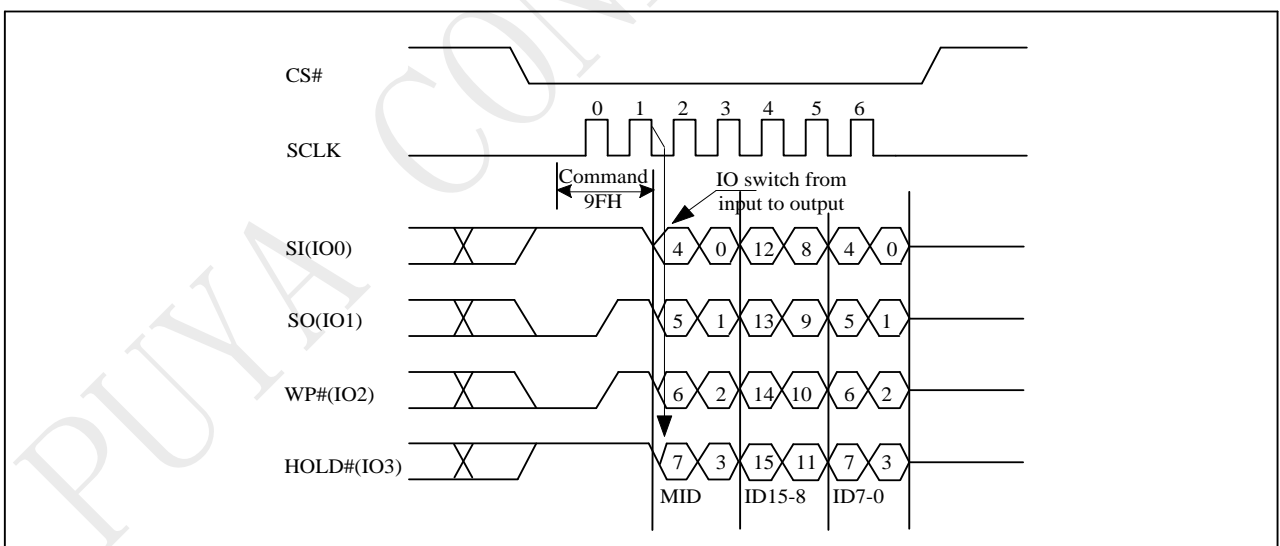 PUYA CON
CS#
0 1 2 3 4 5 6
SCLK
Command
9FH
IO switch from
input to output
SI(IO0)
4 0 12 8 4 0
SO(IO1)
5 1 13 9 5 1
WP#(IO2)
6 2 14 10 6 2
HOLD#(IO3)
7 3 15 11 7 3
MID ID15-8 ID7-0